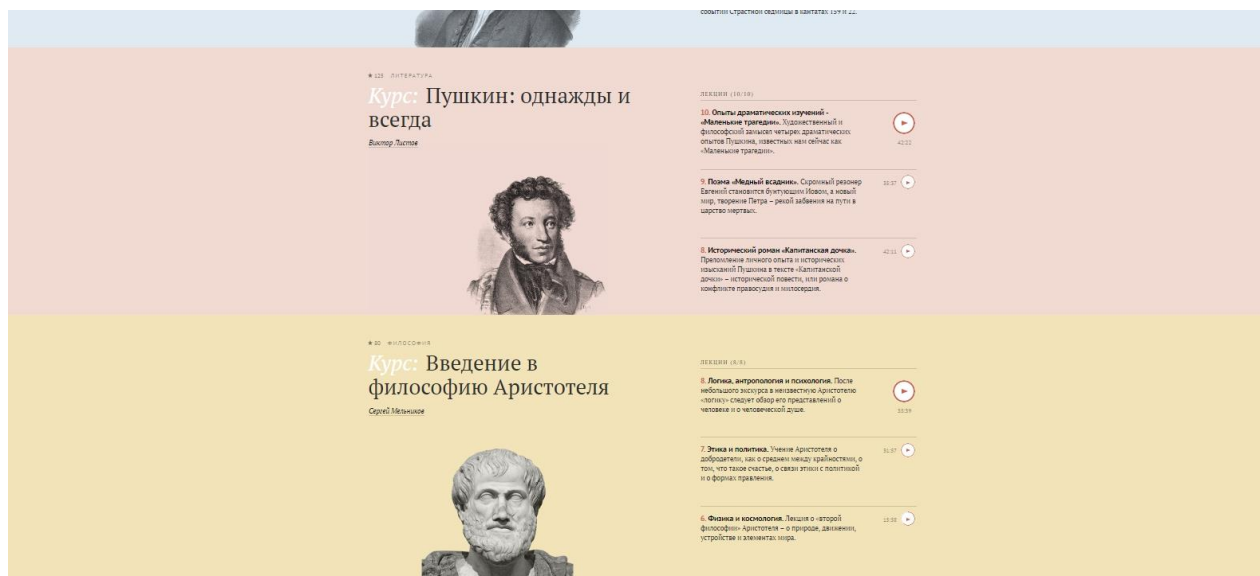 событий Страстной седмицы в кантатах 159 и 22.
★ 125 ЛИТЕРАТУРА
Курс: Пушкин: однажды и
всегда
Виктор Листов
ЛЕКЦИИ (10/10)
10. Опыты драматических изучений -
«Маленькие трагедии». Художественный и
философский замысел четырех драматических
опытов Пушкина, известных нам сейчас как
«Маленькие трагедии».
42:22
9. Поэма «Медный всадник». Скромный резонер
Евгений становится бунтующим Иовом, а новый
мир, творение Петра – рекой забвения на пути в
царство мертвых.
8. Исторический роман «Капитанская дочка».
Преломление личного опыта и исторических
изысканий Пушкина в тексте «Капитанской
дочки» – исторической повести, или романа о
конфликте правосудия и милосердия.
★ 80 ФИЛОСОФИЯ
Курс: Введение в
философию Аристотеля
Сергей Мельников
ЛЕКЦИИ (8/8)
8. Логика, антропология и психология. После
небольшого экскурса в неизвестную Аристотелю
«логику» следует обзор его представлений о
человеке и о человеческой душе.
7. Этика и политика. Учение Аристотеля о
добродетели, как о среднем между крайностями, о
том, что такое счастье, о связи этики с политикой
и о формах правления.
6. Физика и космология. Лекция о «второй
философии» Аристотеля – о природе, движении,
устройстве и элементах мира.